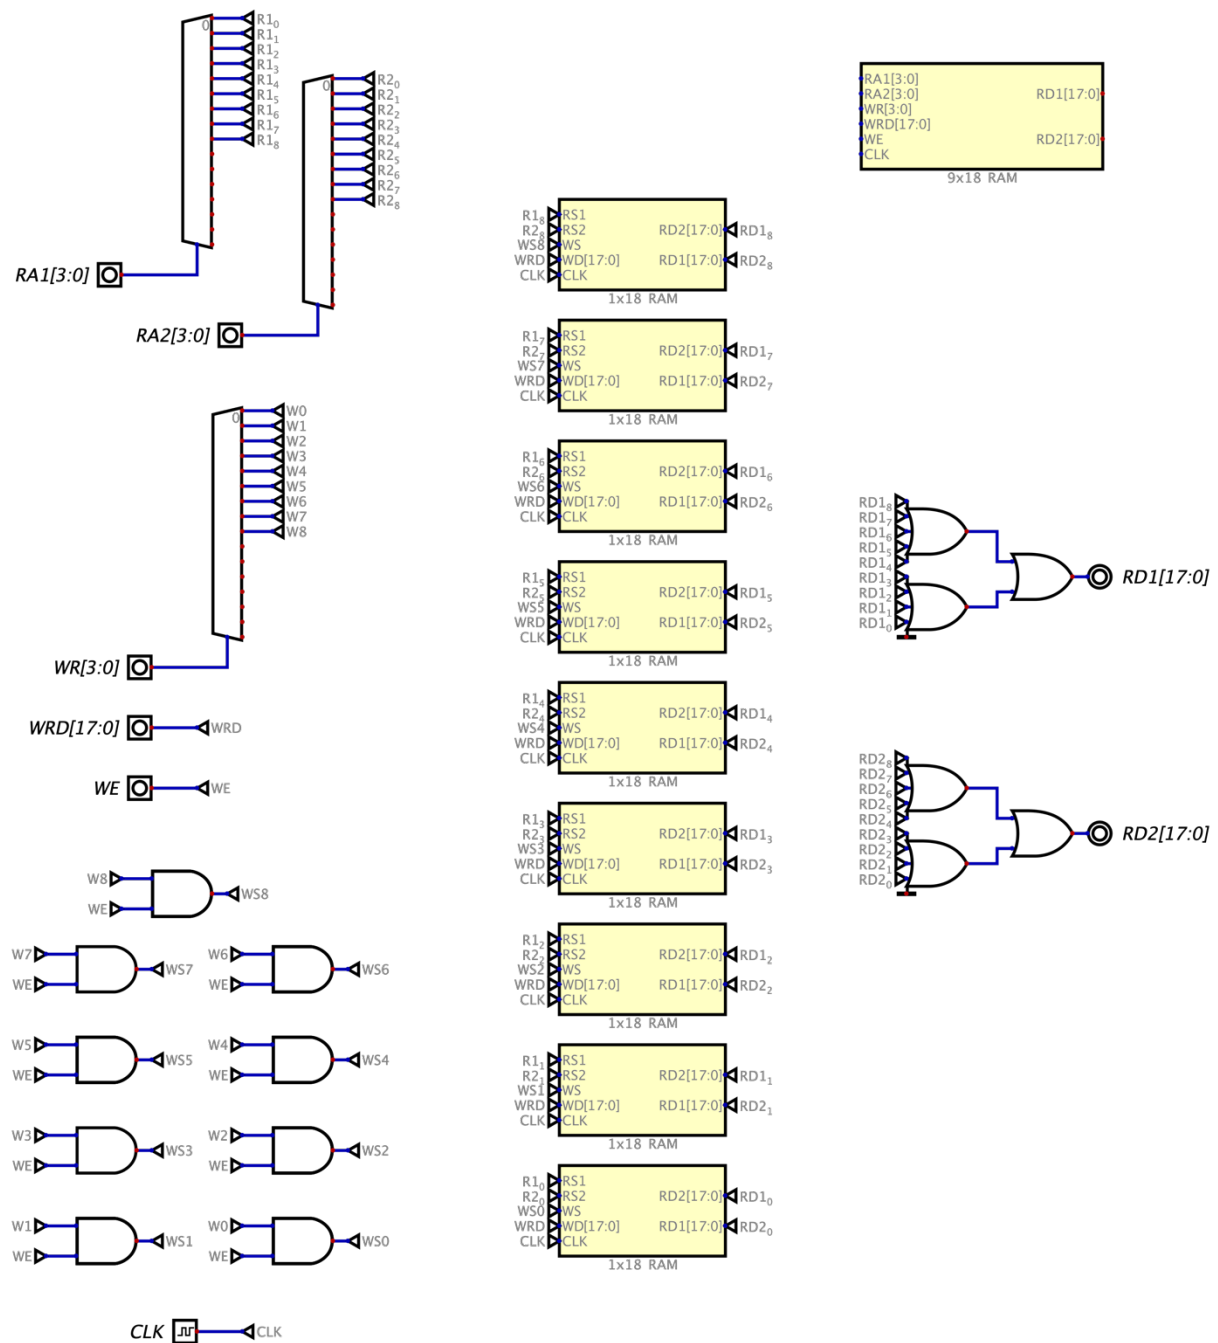 0
R1₀
R1₁
R1₂
R1₃
R1₄
R1₅
R1₆
R1₇
R1₈
RA1[3:0]
0
R2₀
R2₁
R2₂
R2₃
R2₄
R2₅
R2₆
R2₇
R2₈
RA2[3:0]
0
W0
W1
W2
W3
W4
W5
W6
W7
W8
WR[3:0]
WRD[17:0] WRD
WE WE
W8
WE WS8
W7
WE WS7
W6
WE WS6
W5
WE WS5
W4
WE WS4
W3
WE WS3
W2
WE WS2
W1
WE WS1
W0
WE WS0
CLK CLK
R1₈ RS1
R2₈ RS2 RD2[17:0] RD1₈
WS8 WS
WRD WD[17:0] RD1[17:0] RD2₈
CLK CLK
1x18 RAM
R1₇ RS1
R2₇ RS2 RD2[17:0] RD1₇
WS7 WS
WRD WD[17:0] RD1[17:0] RD2₇
CLK CLK
1x18 RAM
R1₆ RS1
R2₆ RS2 RD2[17:0] RD1₆
WS6 WS
WRD WD[17:0] RD1[17:0] RD2₆
CLK CLK
1x18 RAM
R1₅ RS1
R2₅ RS2 RD2[17:0] RD1₅
WS5 WS
WRD WD[17:0] RD1[17:0] RD2₅
CLK CLK
1x18 RAM
R1₄ RS1
R2₄ RS2 RD2[17:0] RD1₄
WS4 WS
WRD WD[17:0] RD1[17:0] RD2₄
CLK CLK
1x18 RAM
R1₃ RS1
R2₃ RS2 RD2[17:0] RD1₃
WS3 WS
WRD WD[17:0] RD1[17:0] RD2₃
CLK CLK
1x18 RAM
R1₂ RS1
R2₂ RS2 RD2[17:0] RD1₂
WS2 WS
WRD WD[17:0] RD1[17:0] RD2₂
CLK CLK
1x18 RAM
R1₁ RS1
R2₁ RS2 RD2[17:0] RD1₁
WS1 WS
WRD WD[17:0] RD1[17:0] RD2₁
CLK CLK
1x18 RAM
R1₀ RS1
R2₀ RS2 RD2[17:0] RD1₀
WS0 WS
WRD WD[17:0] RD1[17:0] RD2₀
CLK CLK
1x18 RAM
RA1[3:0]
RA2[3:0] RD1[17:0]
WR[3:0]
WRD[17:0]
WE RD2[17:0]
CLK
9x18 RAM
RD1₈
RD1₇
RD1₆
RD1₅
RD1₄
RD1₃
RD1₂
RD1₁
RD1₀
RD1[17:0]
RD2₈
RD2₇
RD2₆
RD2₅
RD2₄
RD2₃
RD2₂
RD2₁
RD2₀
RD2[17:0]